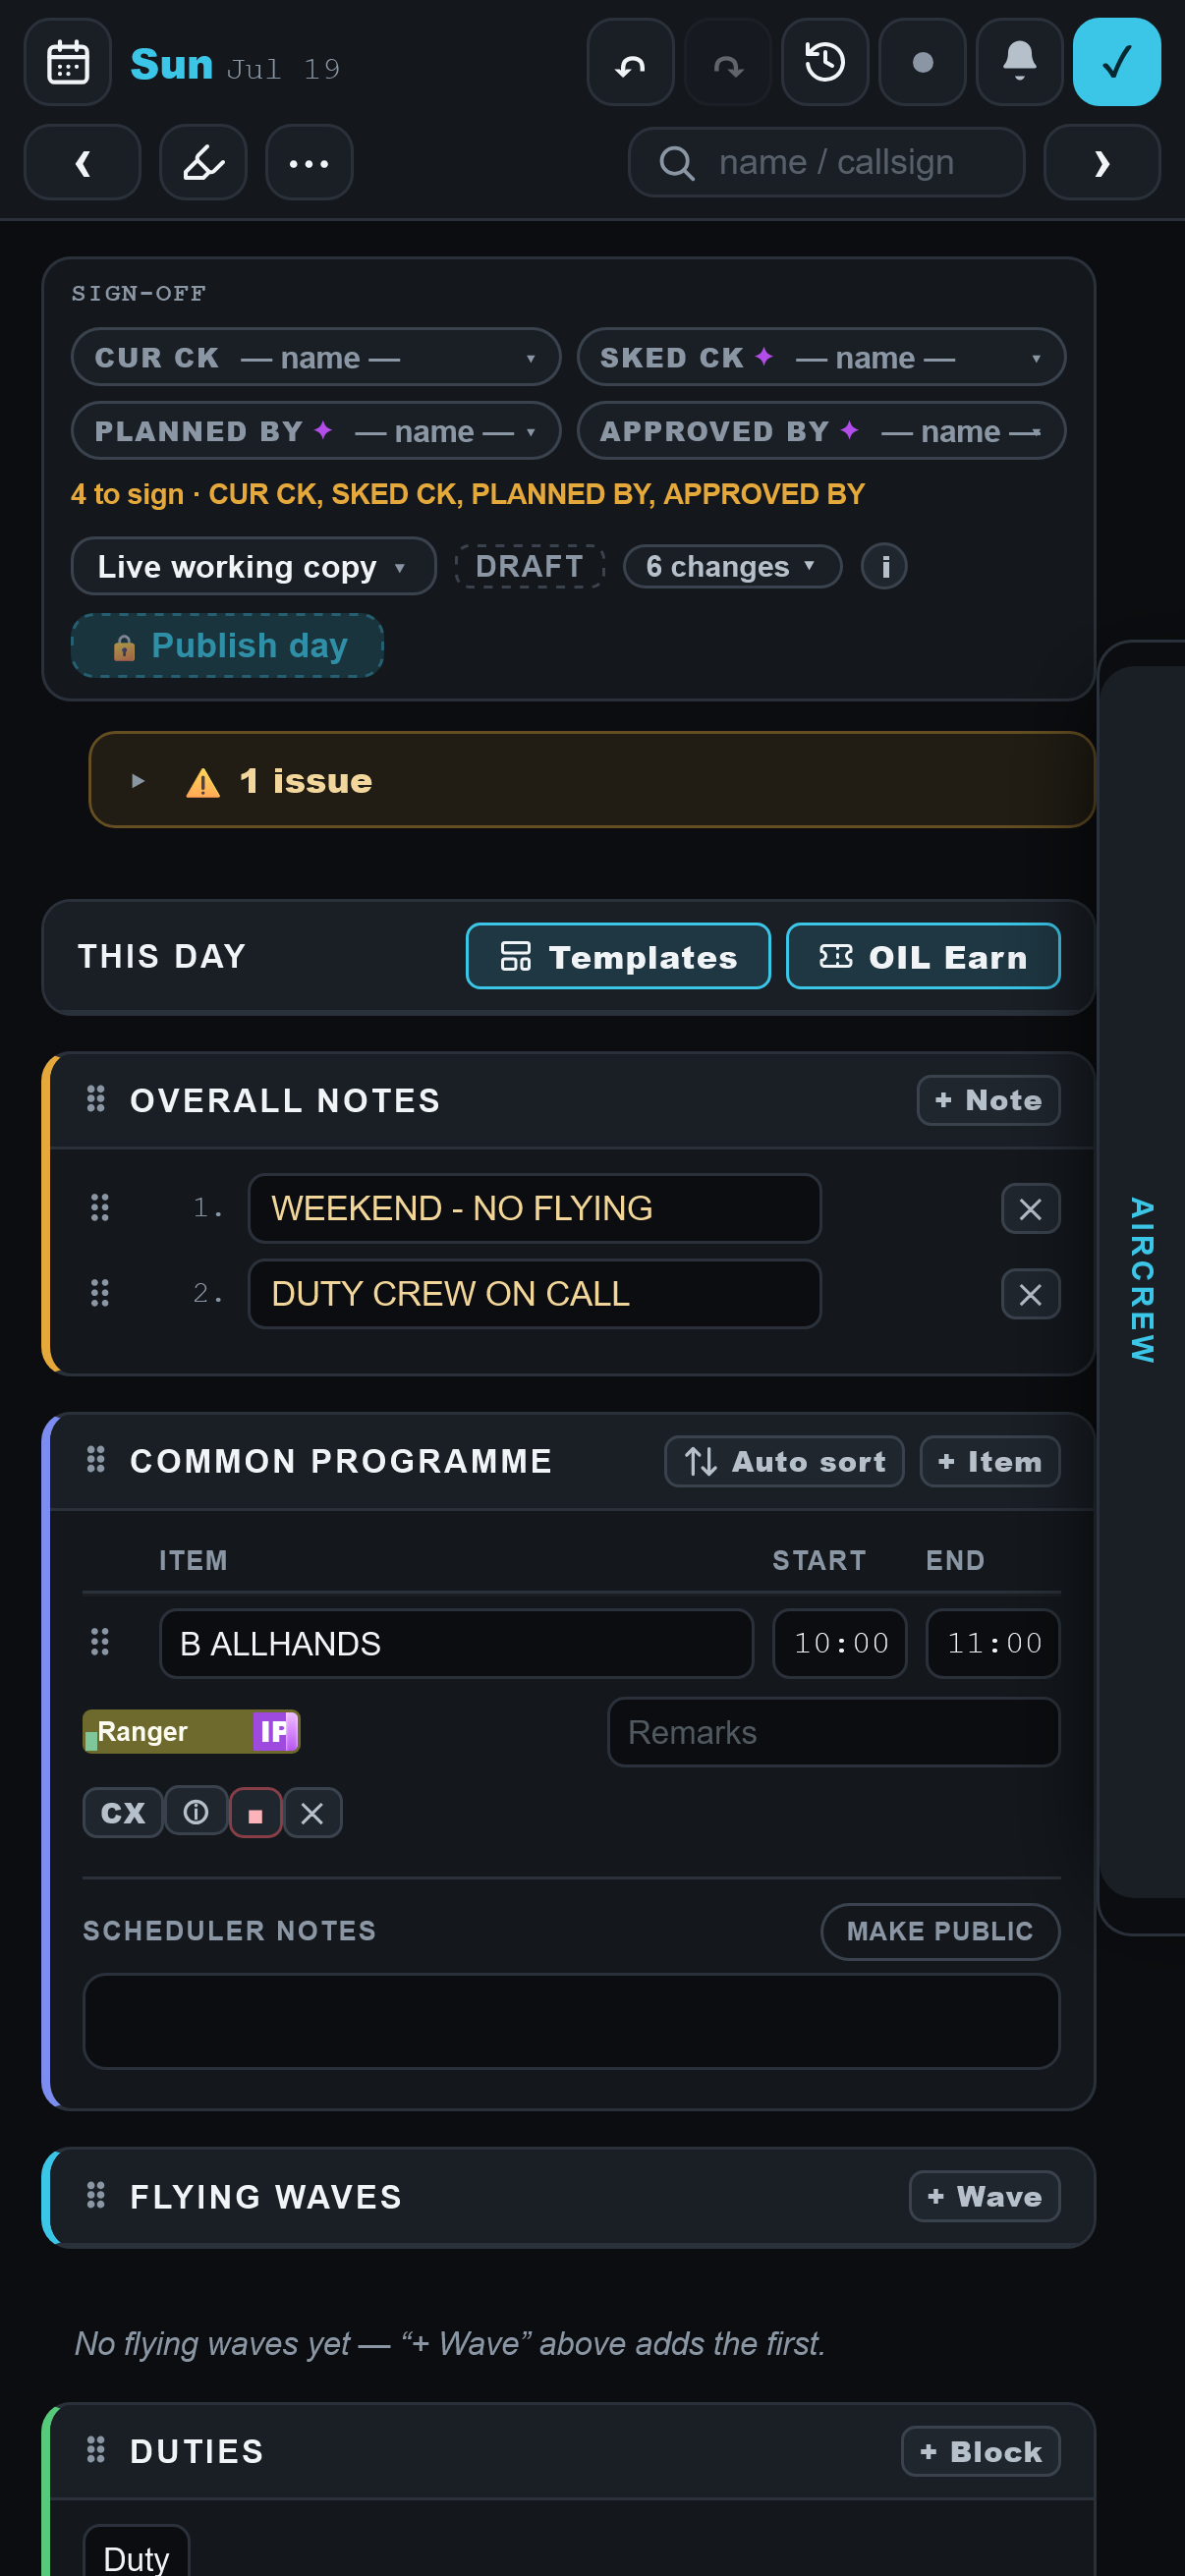 Sun Jul 19
name / callsign
SIGN-OFF
CUR CK — name —
SKED CK — name —
PLANNED BY — name —
APPROVED BY — name —
4 to sign · CUR CK, SKED CK, PLANNED BY, APPROVED BY
Live working copy DRAFT 6 changes i
Publish day
1 issue
THIS DAY Templates OIL Earn
OVERALL NOTES + Note
1. WEEKEND - NO FLYING
2. DUTY CREW ON CALL
AIRCREW
COMMON PROGRAMME Auto sort + Item
ITEM START END
B ALLHANDS 10:00 11:00
Ranger IP Remarks
CX
SCHEDULER NOTES MAKE PUBLIC
FLYING WAVES + Wave
No flying waves yet — “+ Wave” above adds the first.
DUTIES + Block
Duty